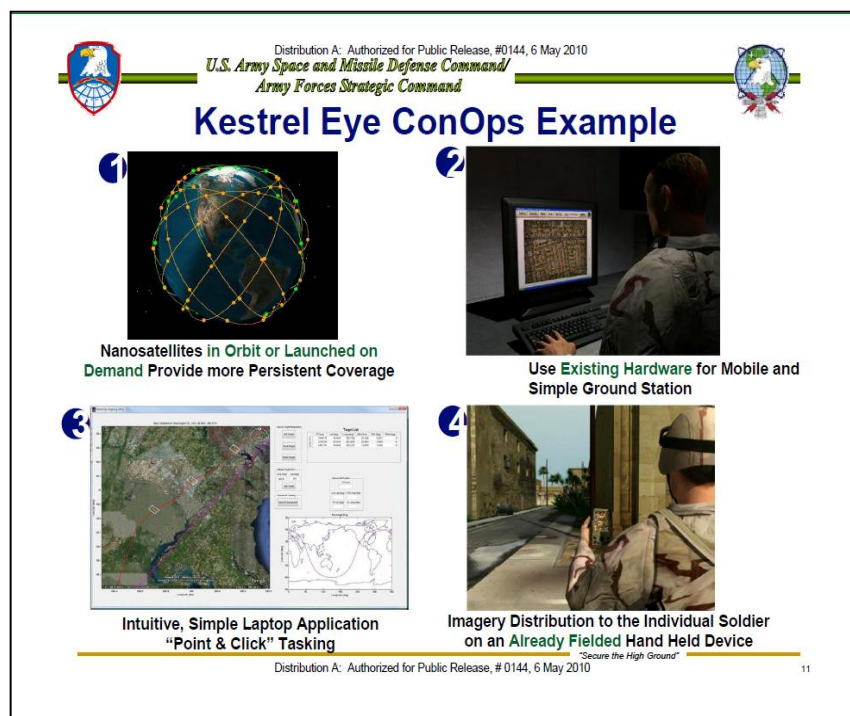 Distribution A: Authorized for Public Release, #0144, 6 May 2010
U.S. Army Space and Missile Defense Command/
Army Forces Strategic Command
Kestrel Eye ConOps Example
1
2
Nanosatellites in Orbit or Launched on
Demand Provide more Persistent Coverage
Use Existing Hardware for Mobile and
Simple Ground Station
3
4
Target List
Intuitive, Simple Laptop Application
“Point & Click” Tasking
Imagery Distribution to the Individual Soldier
on an Already Fielded Hand Held Device
"Secure the High Ground"
Distribution A: Authorized for Public Release, # 0144, 6 May 2010
11